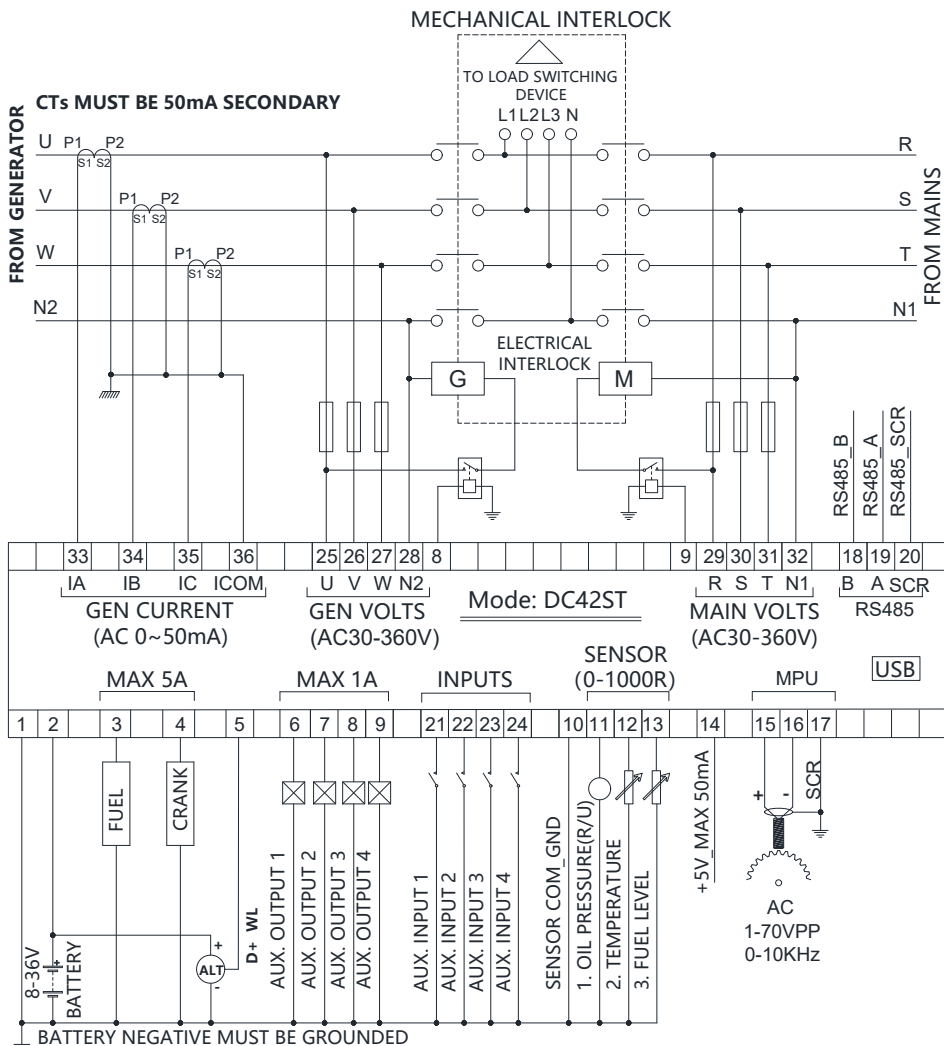 MECHANICAL INTERLOCK
TO LOAD SWITCHING
DEVICE
L1 L2 L3 N
CTs MUST BE 50mA SECONDARY
FROM GENERATOR
U P1 P2
S1 S2
R
V P1 P2
S1 S2
S
W P1 P2
S1 S2
T
N2
N1
FROM MAINS
ELECTRICAL
INTERLOCK
G
M
RS485_B
RS485_A
RS485_SCR
33 34 35 36 25 26 27 28 8 9 29 30 31 32 18 19 20
IA IB IC ICOM U V W N2 R S T N1 B A SCR
GEN CURRENT
(AC 0~50mA)
GEN VOLTS
(AC30-360V)
Mode: DC42ST
MAIN VOLTS
(AC30-360V)
RS485
USB
MAX 5A
MAX 1A
INPUTS
SENSOR
(0-1000R)
MPU
1 2 3 4 5 6 7 8 9 21 22 23 24 10 11 12 13 14 15 16 17
FUEL
CRANK
8-36V
+
BATTERY
+
ALT
-
D+ WL
AUX. OUTPUT 1
AUX. OUTPUT 2
AUX. OUTPUT 3
AUX. OUTPUT 4
AUX. INPUT 1
AUX. INPUT 2
AUX. INPUT 3
AUX. INPUT 4
SENSOR COM_GND
1. OIL PRESSURE(R/U)
2. TEMPERATURE
3. FUEL LEVEL
+5V_MAX 50mA
+ -
SCR
AC
1-70VPP
0-10KHz
BATTERY NEGATIVE MUST BE GROUNDED